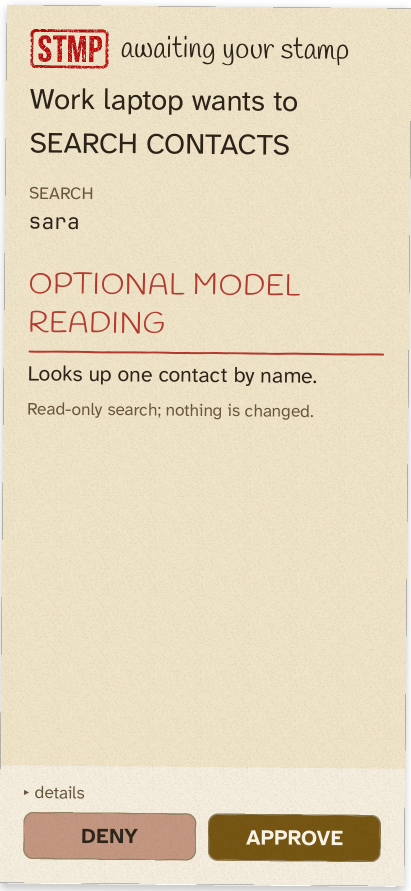 STMP awaiting your stamp
Work laptop wants to
SEARCH CONTACTS
SEARCH
sara
OPTIONAL MODEL
READING
Looks up one contact by name.
Read-only search; nothing is changed.
▸ details
DENY APPROVE